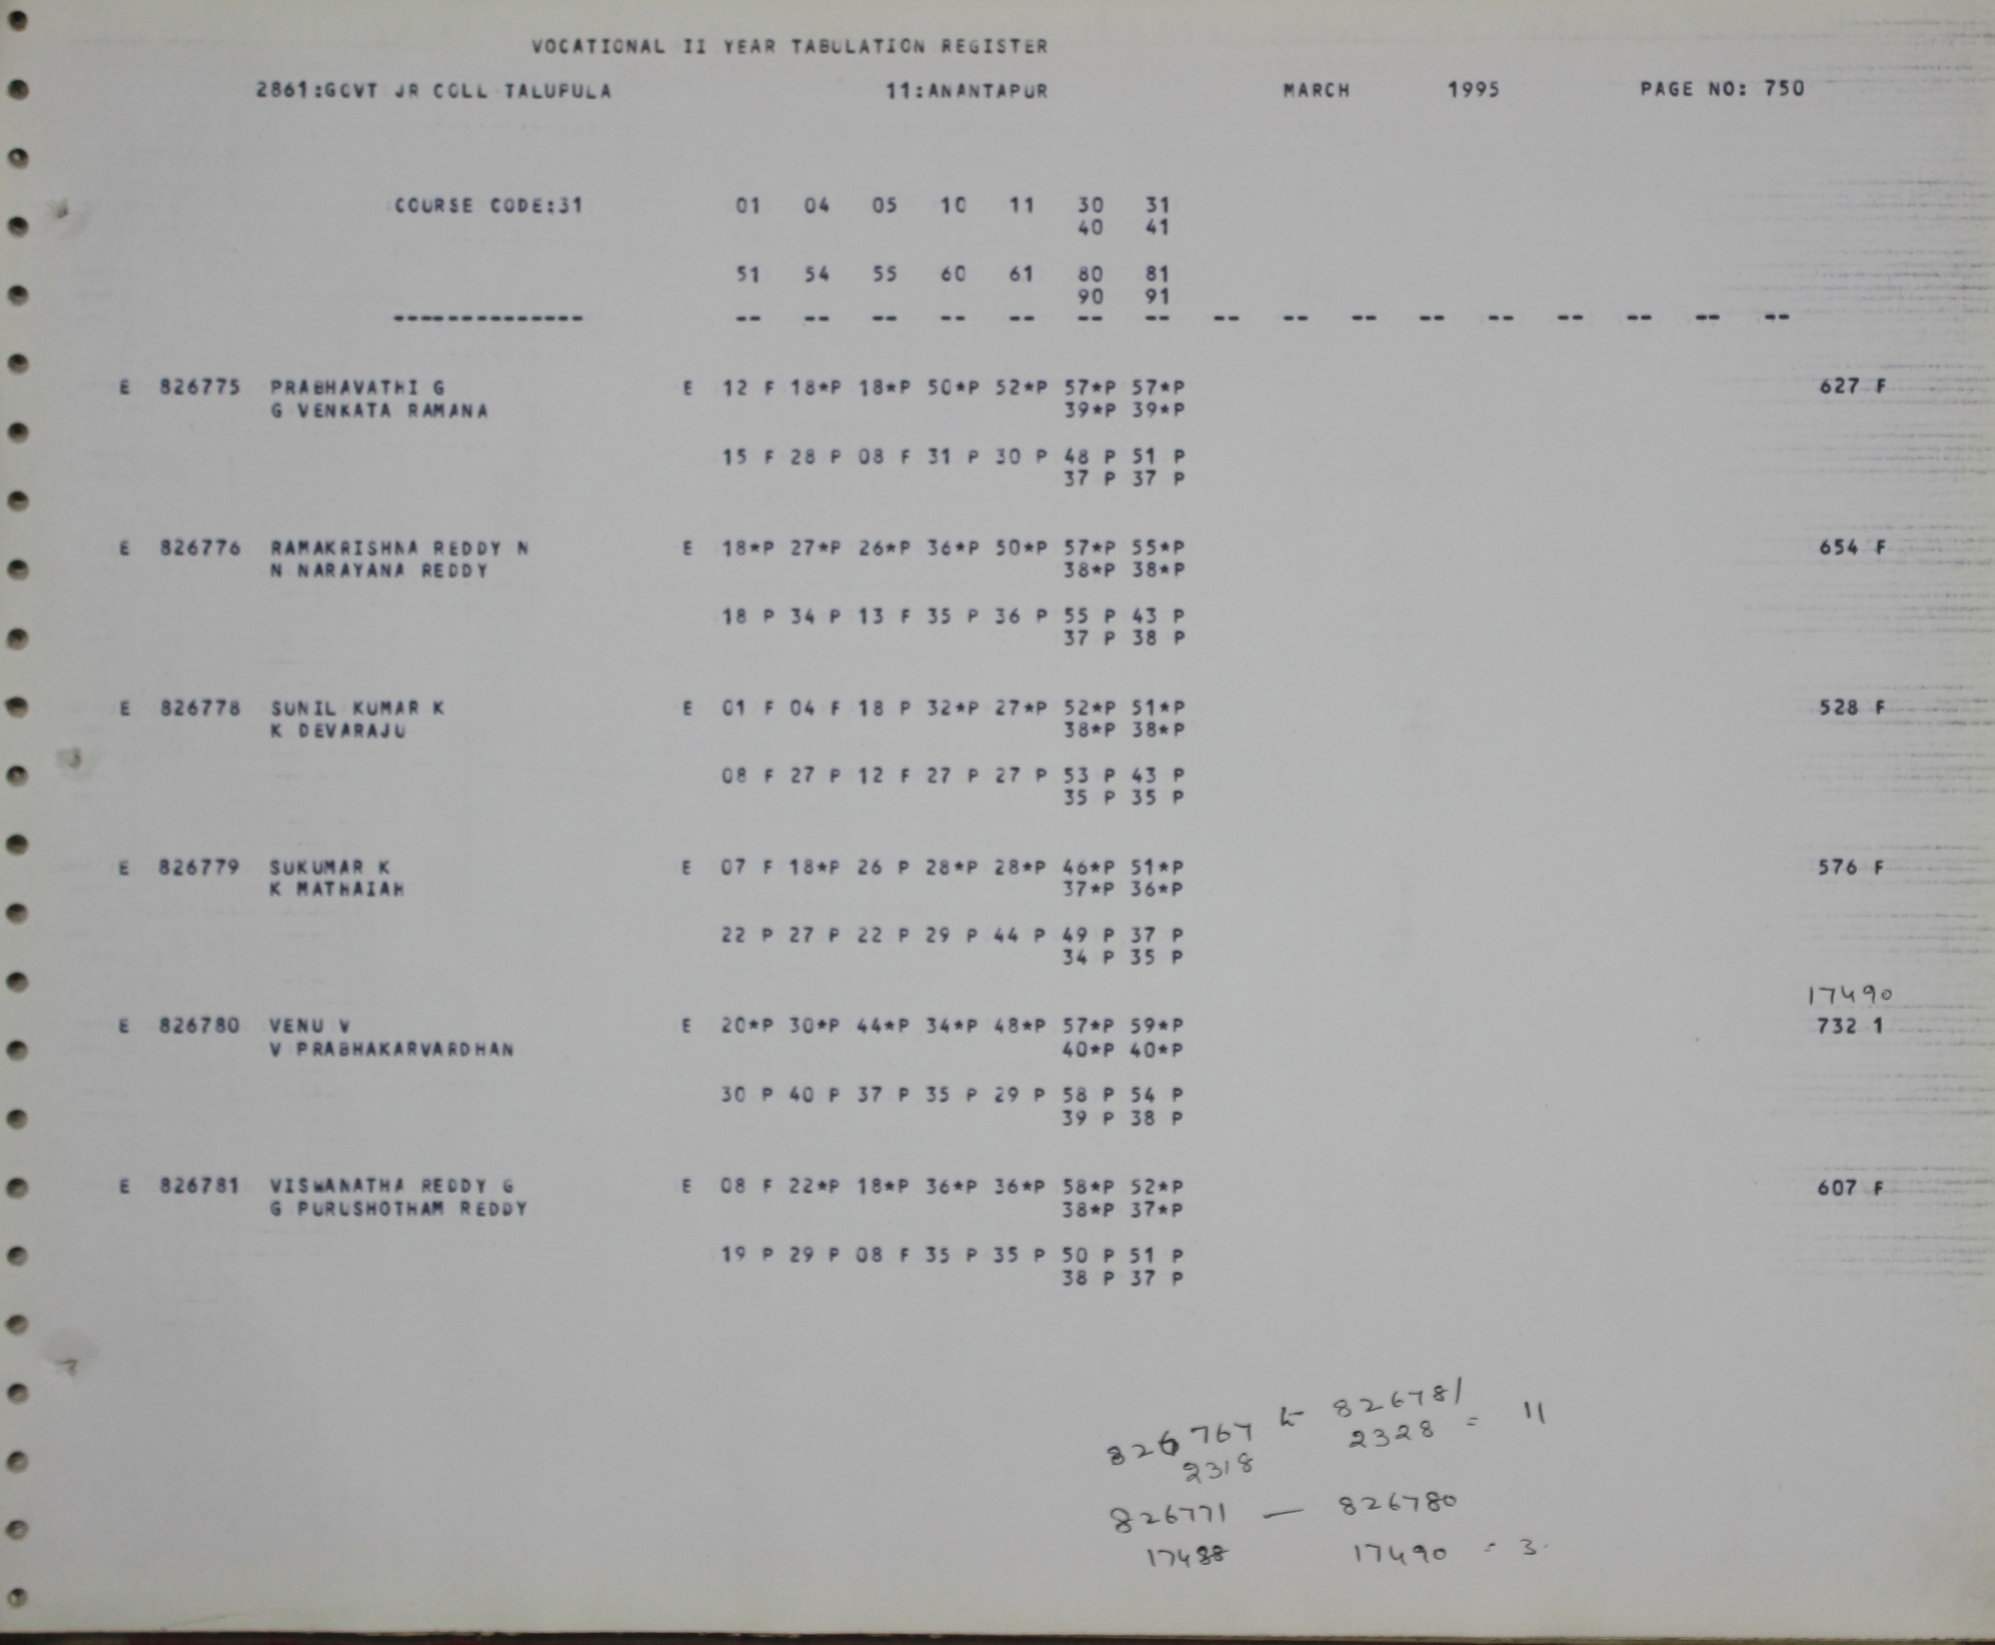 VOCATIONAL II YEAR TABULATION REGISTER
2861:GOVT JR COLL TALUPULA 11:ANANTAPUR MARCH 1995 PAGE NO: 750
COURSE CODE:31 01 04 05 10 11 30 31
40 41
51 54 55 60 61 80 81
90 91
-------------- -- -- -- -- -- -- -- -- -- -- -- -- -- -- -- --
E 826775 PRABHAVATHI G E 12 F 18*P 18*P 50*P 52*P 57*P 57*P 627 F
G VENKATA RAMANA 39*P 39*P
15 F 28 P 08 F 31 P 30 P 48 P 51 P
37 P 37 P
E 826776 RAMAKRISHNA REDDY N E 18*P 27*P 26*P 36*P 50*P 57*P 55*P 654 F
N NARAYANA REDDY 38*P 38*P
18 P 34 P 13 F 35 P 36 P 55 P 43 P
37 P 38 P
E 826778 SUNIL KUMAR K E 01 F 04 F 18 P 32*P 27*P 52*P 51*P 528 F
K DEVARAJU 38*P 38*P
08 F 27 P 12 F 27 P 27 P 53 P 43 P
35 P 35 P
E 826779 SUKUMAR K E 07 F 18*P 26 P 28*P 28*P 46*P 51*P 576 F
K MATHAIAH 37*P 36*P
22 P 27 P 22 P 29 P 44 P 49 P 37 P
34 P 35 P
17490
E 826780 VENU V E 20*P 30*P 44*P 34*P 48*P 57*P 59*P 732 1
V PRABHAKARVARDHAN 40*P 40*P
30 P 40 P 37 P 35 P 29 P 58 P 54 P
39 P 38 P
E 826781 VISWANATHA REDDY G E 08 F 22*P 18*P 36*P 36*P 58*P 52*P 607 F
G PURUSHOTHAM REDDY 38*P 37*P
19 P 29 P 08 F 35 P 35 P 50 P 51 P
38 P 37 P
826767 to 826781
2318 2328 = 11
826771 — 826780
17488 17490 = 3